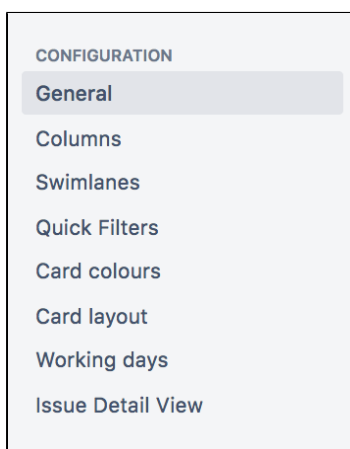 CONFIGURATION
General
Columns
Swimlanes
Quick Filters
Card colours
Card layout
Working days
Issue Detail View